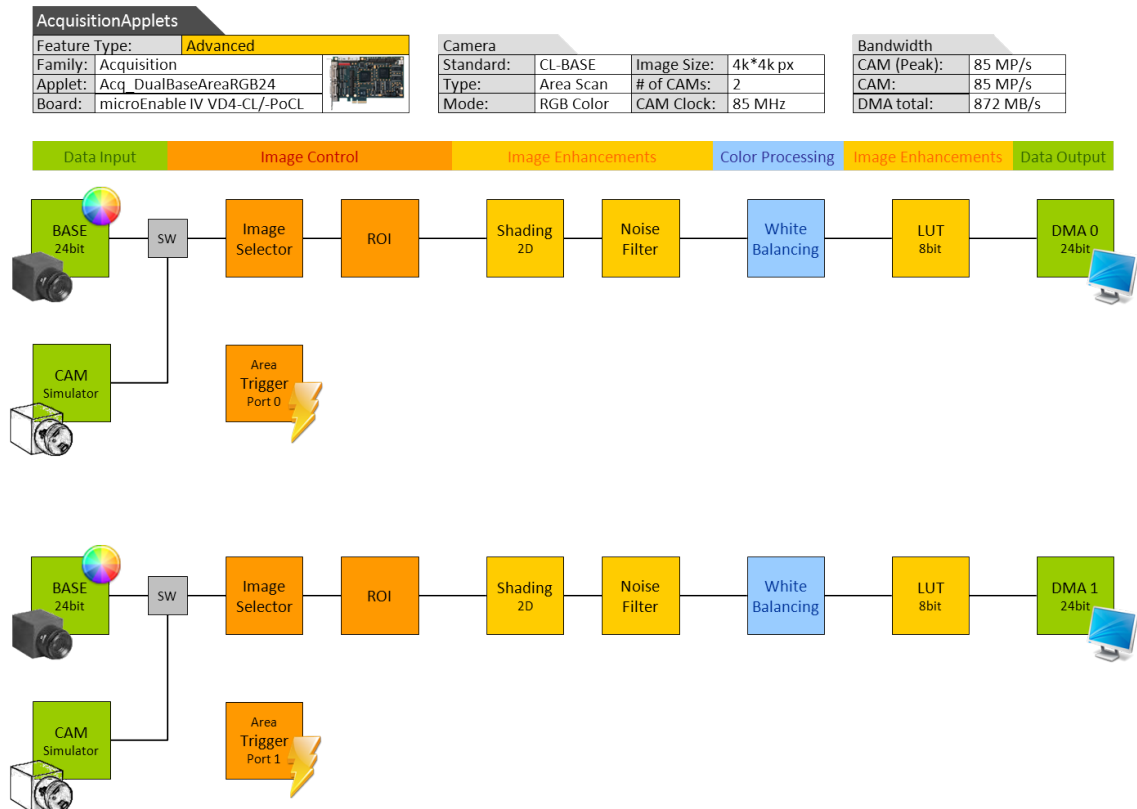 AcquisitionApplets
Feature Type: Advanced
Family: Acquisition
Applet: Acq_DualBaseAreaRGB24
Board: microEnable IV VD4-CL/-PoCL
Camera
Standard: CL-BASE Image Size: 4k*4k px
Type: Area Scan # of CAMs: 2
Mode: RGB Color CAM Clock: 85 MHz
Bandwidth
CAM (Peak): 85 MP/s
CAM: 85 MP/s
DMA total: 872 MB/s
Data Input Image Control Image Enhancements Color Processing Image Enhancements Data Output
BASE
24bit
SW
Image
Selector
ROI
Shading
2D
Noise
Filter
White
Balancing
LUT
8bit
DMA 0
24bit
CAM
Simulator
Area
Trigger
Port 0
BASE
24bit
SW
Image
Selector
ROI
Shading
2D
Noise
Filter
White
Balancing
LUT
8bit
DMA 1
24bit
CAM
Simulator
Area
Trigger
Port 1